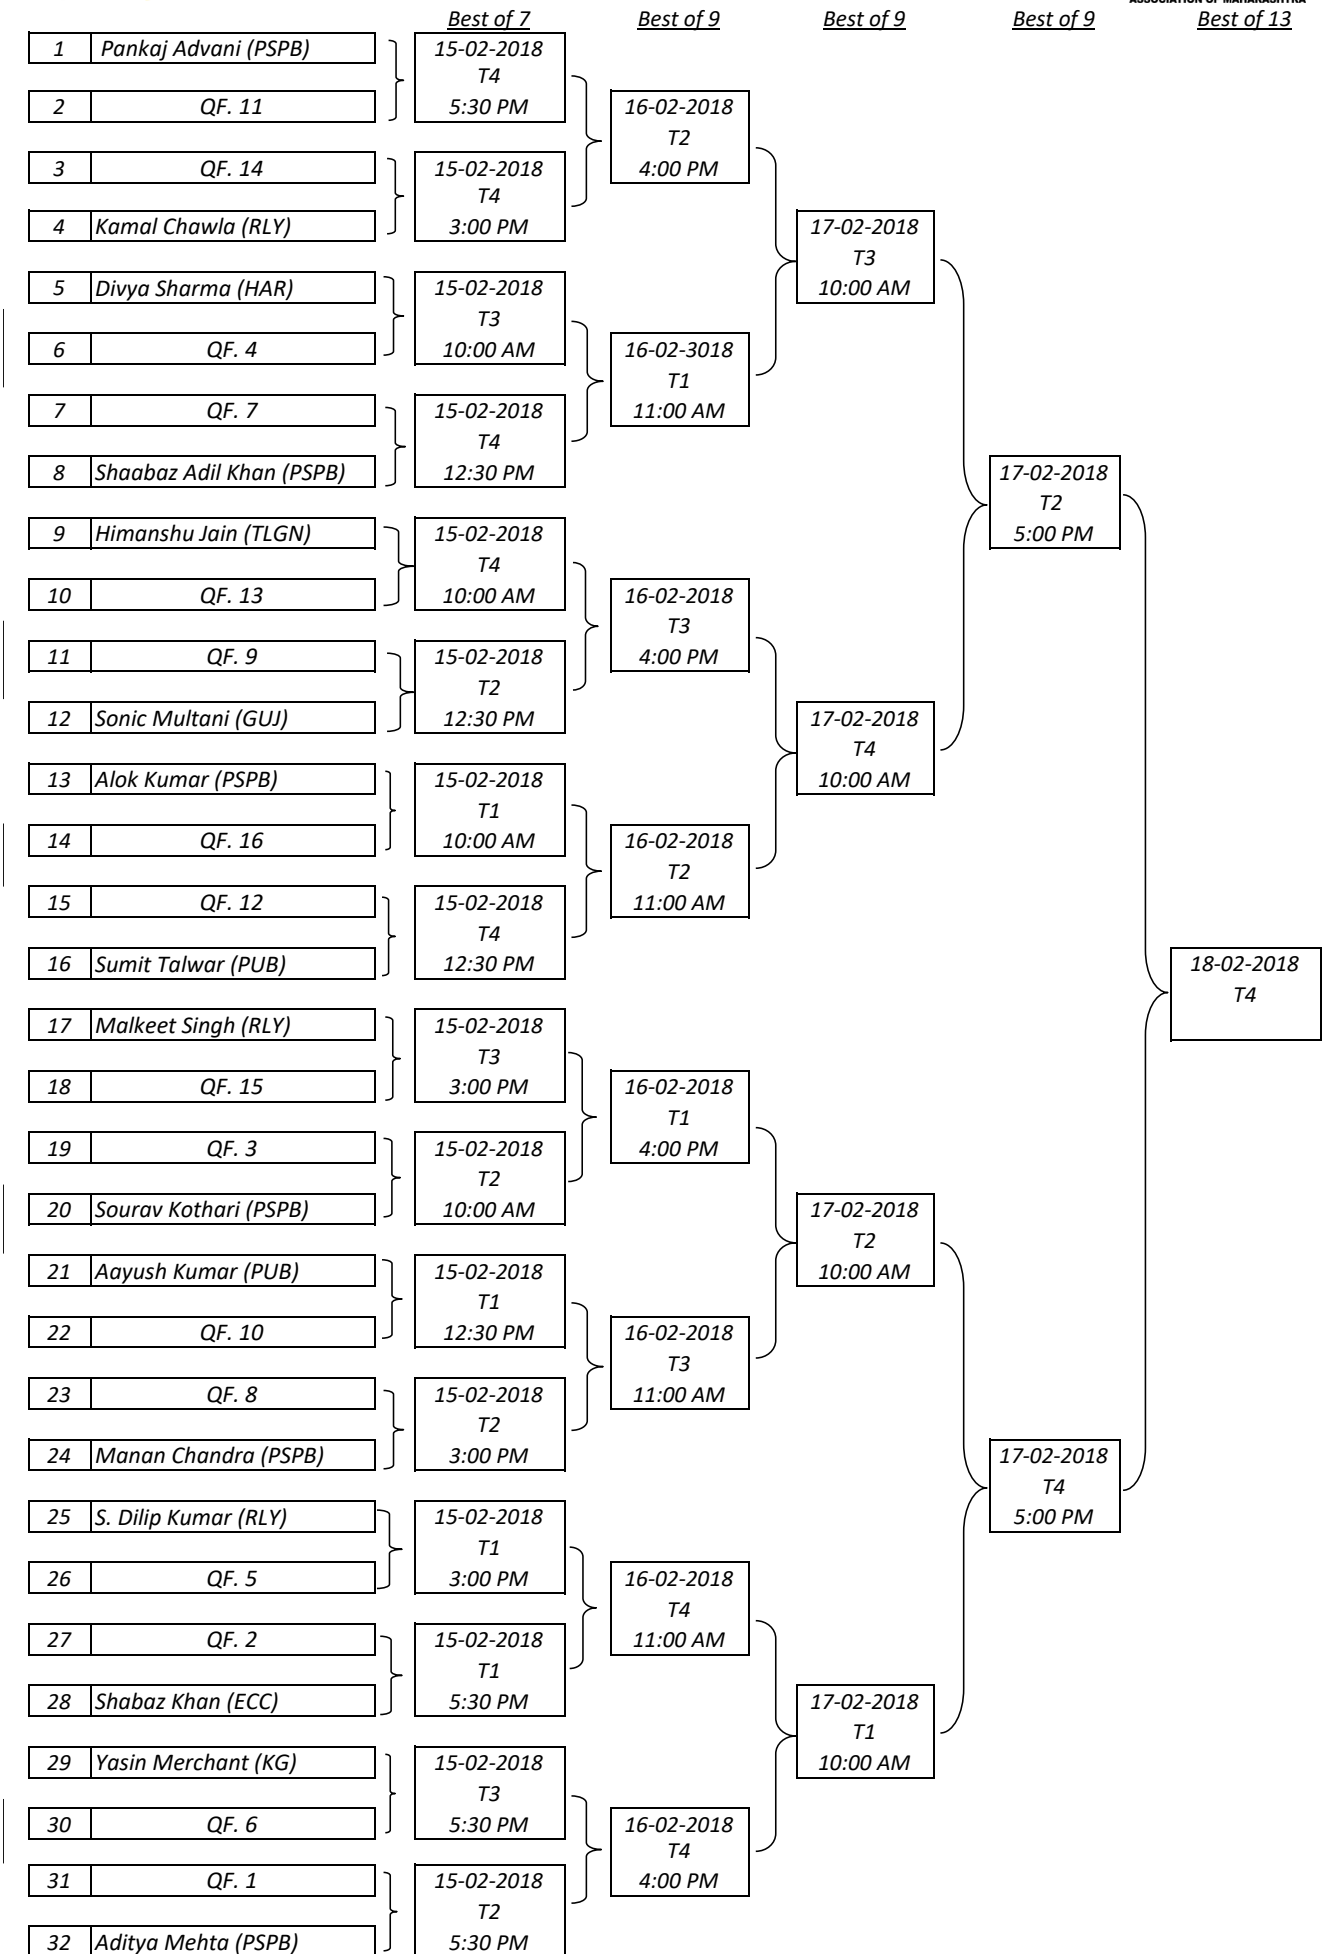 ASSOCIATION OF MAHARASHTRA
Best of 7 Best of 9 Best of 9 Best of 9 Best of 13
1 Pankaj Advani (PSPB) 15-02-2018
T4
2 QF. 11 5:30 PM 16-02-2018
T2
3 QF. 14 15-02-2018 4:00 PM
T4
4 Kamal Chawla (RLY) 3:00 PM 17-02-2018
T3
5 Divya Sharma (HAR) 15-02-2018 10:00 AM
T3
6 QF. 4 10:00 AM 16-02-3018
T1
7 QF. 7 15-02-2018 11:00 AM
T4
8 Shaabaz Adil Khan (PSPB) 12:30 PM 17-02-2018
T2
9 Himanshu Jain (TLGN) 15-02-2018 5:00 PM
T4
10 QF. 13 10:00 AM 16-02-2018
T3
11 QF. 9 15-02-2018 4:00 PM
T2
12 Sonic Multani (GUJ) 12:30 PM 17-02-2018
T4
13 Alok Kumar (PSPB) 15-02-2018 10:00 AM
T1
14 QF. 16 10:00 AM 16-02-2018
T2
15 QF. 12 15-02-2018 11:00 AM
T4
16 Sumit Talwar (PUB) 12:30 PM 18-02-2018
T4
17 Malkeet Singh (RLY) 15-02-2018
T3
18 QF. 15 3:00 PM 16-02-2018
T1
19 QF. 3 15-02-2018 4:00 PM
T2
20 Sourav Kothari (PSPB) 10:00 AM 17-02-2018
T2
21 Aayush Kumar (PUB) 15-02-2018 10:00 AM
T1
22 QF. 10 12:30 PM 16-02-2018
T3
23 QF. 8 15-02-2018 11:00 AM
T2
24 Manan Chandra (PSPB) 3:00 PM 17-02-2018
T4
25 S. Dilip Kumar (RLY) 15-02-2018 5:00 PM
T1
26 QF. 5 3:00 PM 16-02-2018
T4
27 QF. 2 15-02-2018 11:00 AM
T1
28 Shabaz Khan (ECC) 5:30 PM 17-02-2018
T1
29 Yasin Merchant (KG) 15-02-2018 10:00 AM
T3
30 QF. 6 5:30 PM 16-02-2018
T4
31 QF. 1 15-02-2018 4:00 PM
T2
32 Aditya Mehta (PSPB) 5:30 PM